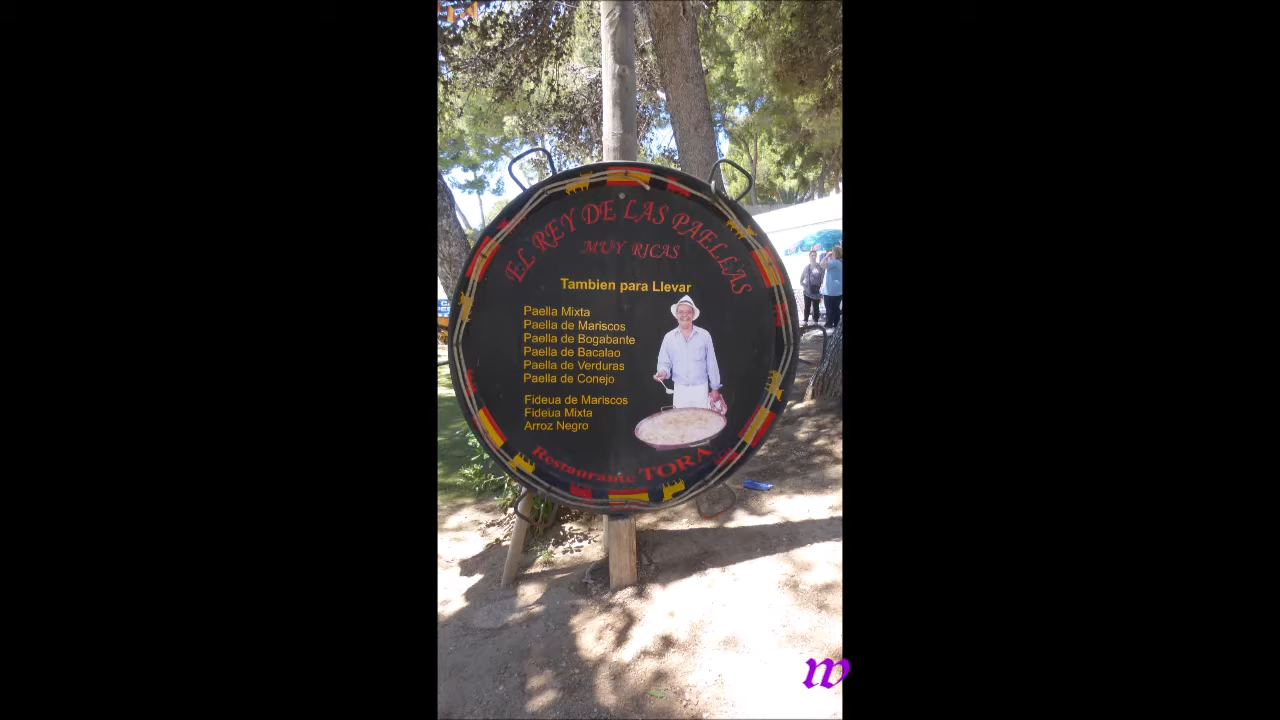 EL REY DE LAS PAELLAS
MUY RICAS
Tambien para Llevar
Paella Mixta
Paella de Mariscos
Paella de Bogabante
Paella de Bacalao
Paella de Verduras
Paella de Conejo
Fideua de Mariscos
Fideua Mixta
Arroz Negro
Restaurante TORA
w